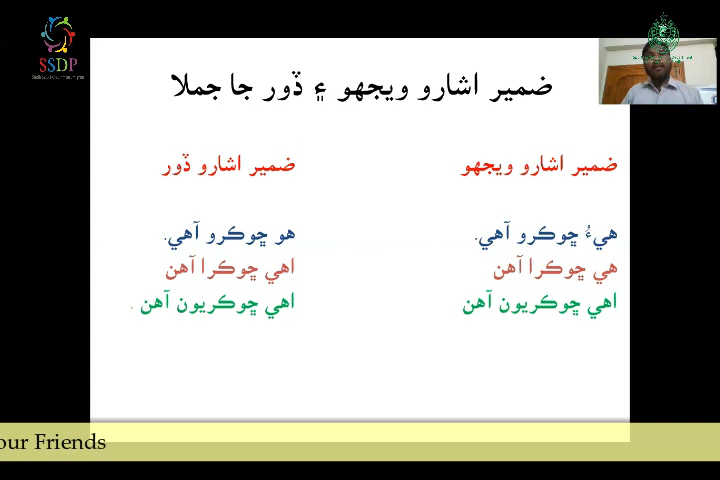 SSDP
ضمير اشارو ويجهو ۽ ڏور جا جملا
ضمير اشارو ويجهو
ضمير اشارو ڏور
هيءُ ڇوڪرو آهي.
هو ڇوڪرو آهي.
هي ڇوڪرا آهن
اهي ڇوڪرا آهن
اهي ڇوڪريون آهن
اهي ڇوڪريون آهن .
our Friends